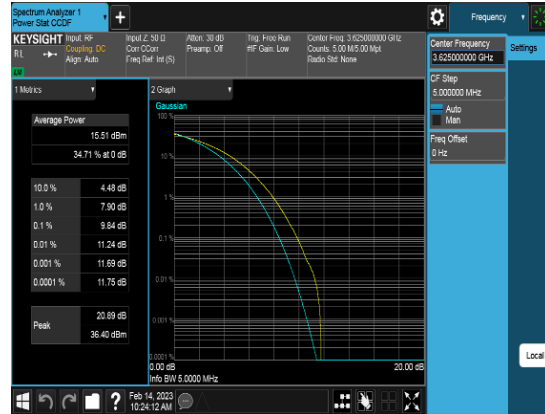 Spectrum Analyzer 1
Power Stat CCDF
Frequency
KEYSIGHT
RL
Input: RF
Coupling: DC
Align: Auto
Input Z: 50 Ω
Corr CCorr
Freq Ref: Int (S)
Atten: 30 dB
Preamp: Off
Trig: Free Run
#IF Gain: Low
Center Freq: 3.625000000 GHz
Counts: 5.00 M/5.00 Mpt
Radio Std: None
Center Frequency
3.625000000 GHz
Settings
CF Step
5.000000 MHz
Auto
Man
Freq Offset
0 Hz
Local
1 Metrics
Average Power
15.51 dBm
34.71 % at 0 dB
10.0 % 4.48 dB
1.0 % 7.90 dB
0.1 % 9.84 dB
0.01 % 11.24 dB
0.001 % 11.69 dB
0.0001 % 11.75 dB
Peak
20.89 dB
36.40 dBm
2 Graph
Gaussian
100 %
10 %
1 %
0.1 %
0.01 %
0.001 %
0.0001 %
0.00 dB
20.00 dB
Info BW 5.0000 MHz
?
Feb 14, 2023
10:24:12 AM